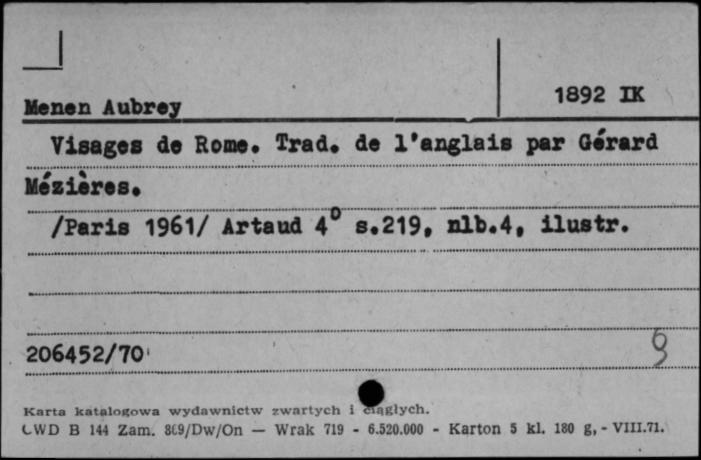 1892 IK
Menen Aubrey
Visages de Rome. Trad. de l'anglais par Gérard
Mézières.
/Paris 1961/ Artaud 4° s.219, nlb.4, ilustr.
206452/70
Karta katalogowa wydawnictw zwartych i ciągłych.
CWD B 144 Zam. 869/Dw/On — Wrak 719 - 6.520.000 - Karton 5 kl. 180 g, - VIII.71.